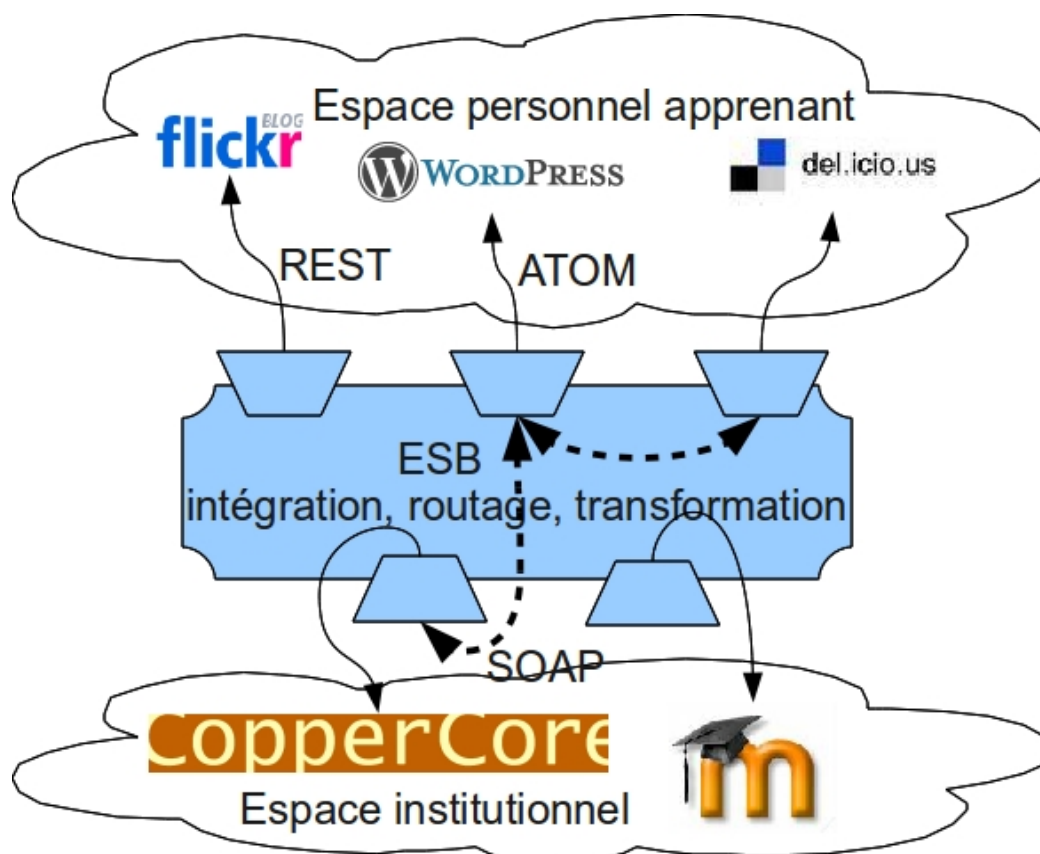 Espace personnel apprenant
BLOG
flickr
WORDPRESS
del.icio.us
REST
ATOM
ESB
intégration, routage, transformation
SOAP
CopperCore
m
Espace institutionnel